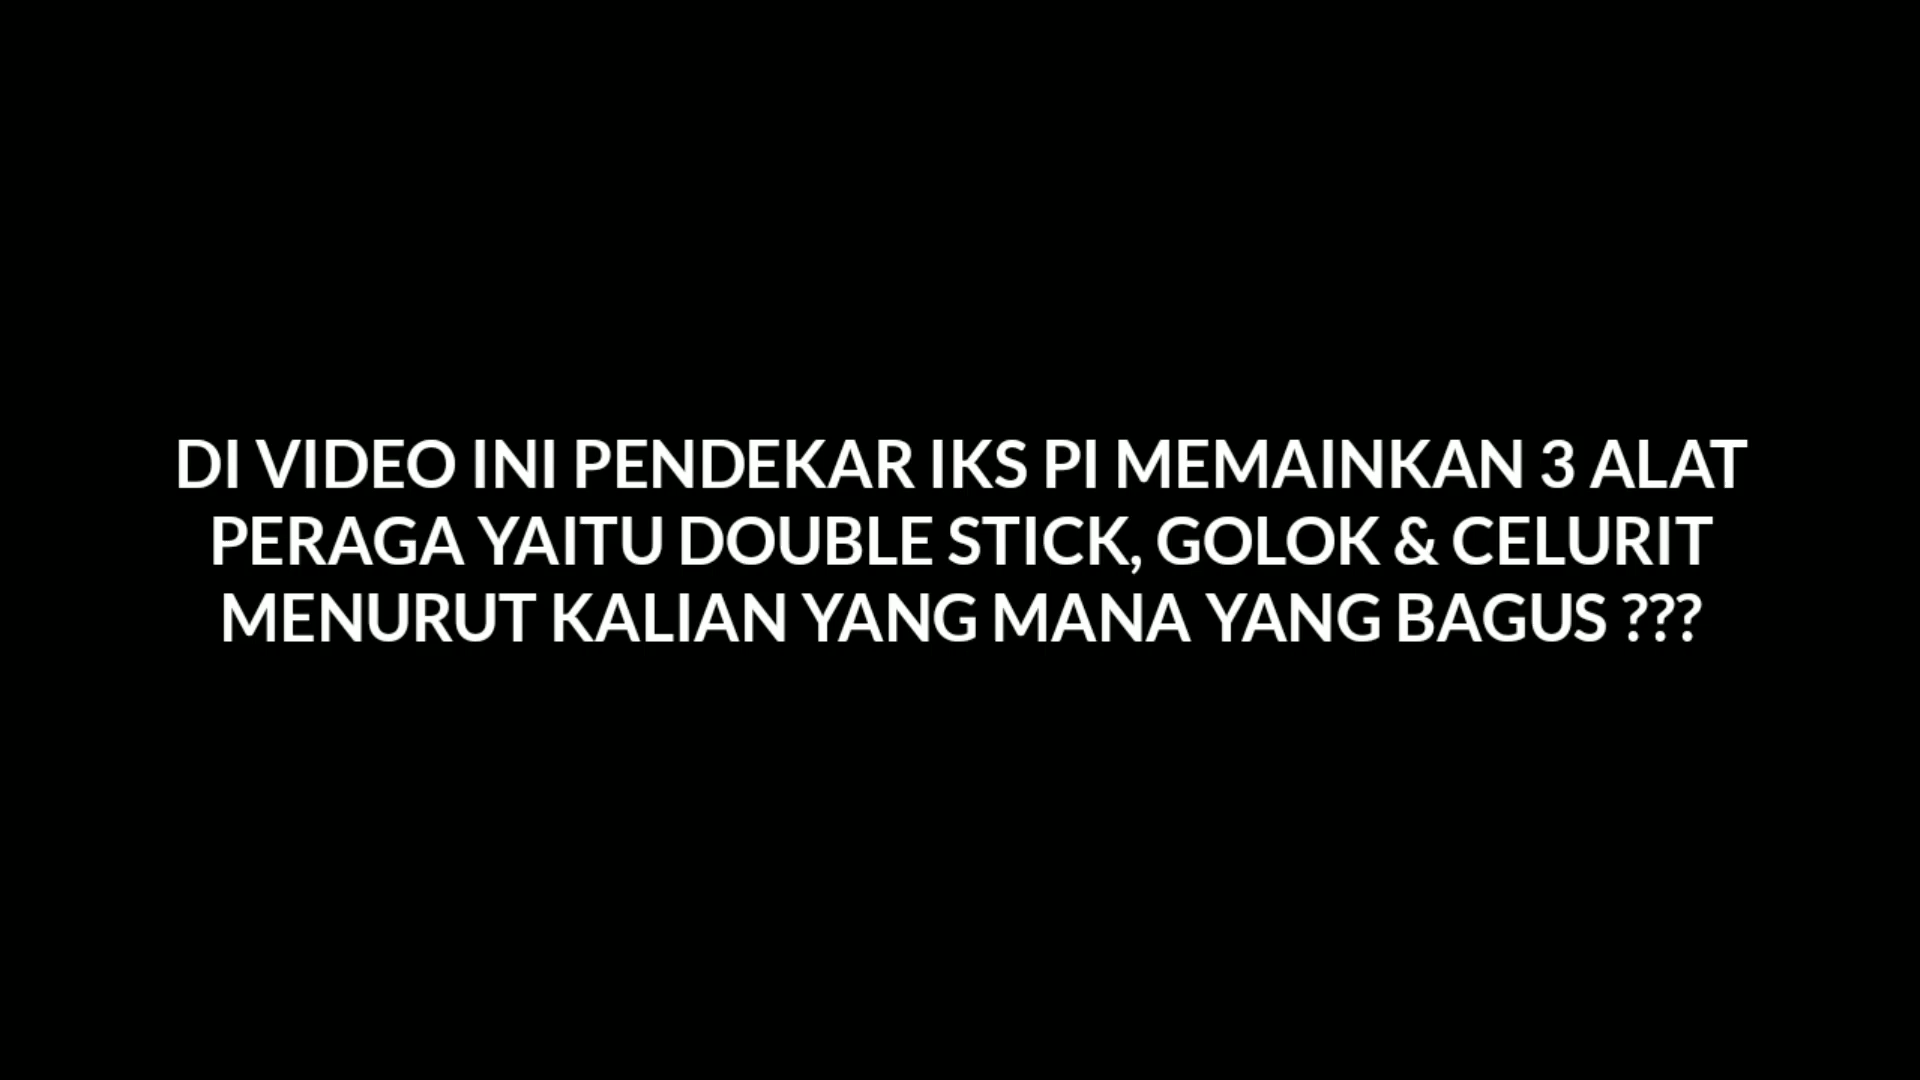 DI VIDEO INI PENDEKAR IKS PI MEMAINKAN 3 ALAT
PERAGA YAITU DOUBLE STICK, GOLOK & CELURIT
MENURUT KALIAN YANG MANA YANG BAGUS ???